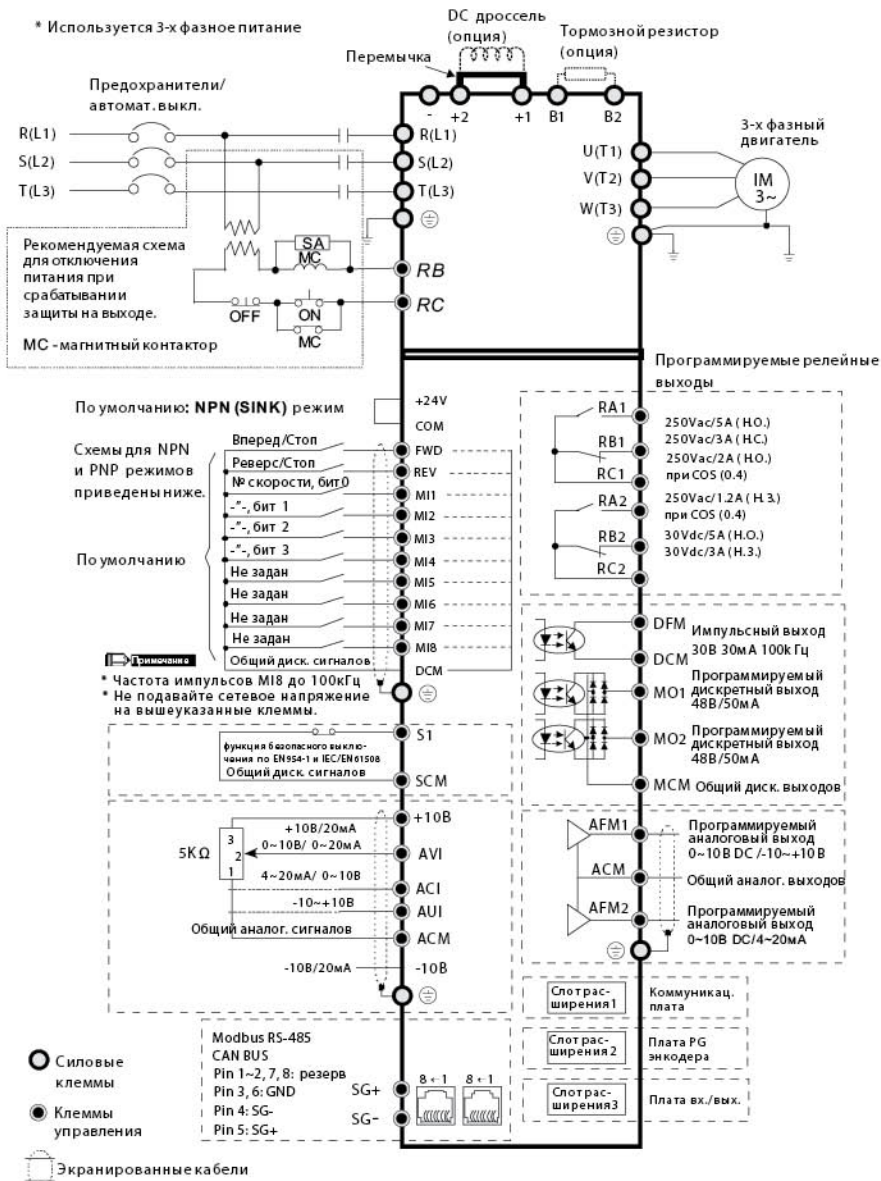 * Используется 3-х фазное питание
DC дроссель
(опция)
Тормозной резистор
(опция)
Перемычка
Предохранители/
автомат. выкл.
- +2 +1 B1 B2
R(L1)
S(L2)
T(L3)
R(L1)
S(L2)
T(L3)
U(T1)
V(T2)
W(T3)
3-х фазный
двигатель
IM
3~
Рекомендуемая схема
для отключения
питания при
срабатывании
защиты на выходе.
МС - магнитный контактор
SA
MC
OFF
ON
MC
RB
RC
По умолчанию: NPN (SINK) режим
Схемы для NPN
и PNP режимов
приведены ниже.
По умолчанию
+24V
COM
Вперед/Стоп
FWD
Реверс/Стоп
REV
№ скорости, бит 0
MI1
-"-, бит 1
MI2
-"-, бит 2
MI3
-"-, бит 3
MI4
Не задан
MI5
Не задан
MI6
Не задан
MI7
Не задан
MI8
Общий диск. сигналов
DCM
Примечание
* Частота импульсов MI8 до 100кГц
* Не подавайте сетевое напряжение
на вышеуказанные клеммы.
S1
функция безопасного выклю-
чения по EN954-1 и IEC/EN61508
Общий диск. сигналов
SCM
+10В
+10В/20мА
5KΩ
3
2
1
0~10В/ 0~20мА
AVI
4~20мА/ 0~10В
ACI
-10~+10В
AUI
Общий аналог. сигналов
ACM
-10В/20мА
-10В
Modbus RS-485
CAN BUS
Pin 1~2, 7, 8: резерв
Pin 3, 6: GND
Pin 4: SG-
Pin 5: SG+
SG+
SG-
8←1
8←1
Программируемые релейные
выходы
RA1
RB1
RC1
RA2
RB2
RC2
250Vac/5A ( Н.О.)
250Vac/3A ( Н.С.)
250Vac/2A ( Н.О.)
при COS (0.4)
250Vac/1.2A ( Н. З.)
при COS (0.4)
30Vdc/5A ( Н.О.)
30Vdc/3A ( Н.З.)
DFM
DCM
Импульсный выход
30В 30мА 100k Гц
MO1
Программируемый
дискретный выход
48В/50мА
MO2
Программируемый
дискретный выход
48В/50мА
MCM
Общий диск. выходов
AFM1
Программируемый
аналоговый выход
0~10В DC /-10~+10В
ACM
Общий аналог. выходов
AFM2
Программируемый
аналоговый выход
0~10В DC/4~20мА
Слот рас-
ширения1
Коммуникац.
плата
Слот рас-
ширения2
Плата PG
энкодера
Слот рас-
ширения3
Плата вх./вых.
Силовые
клеммы
Клеммы
управления
Экранированные кабели